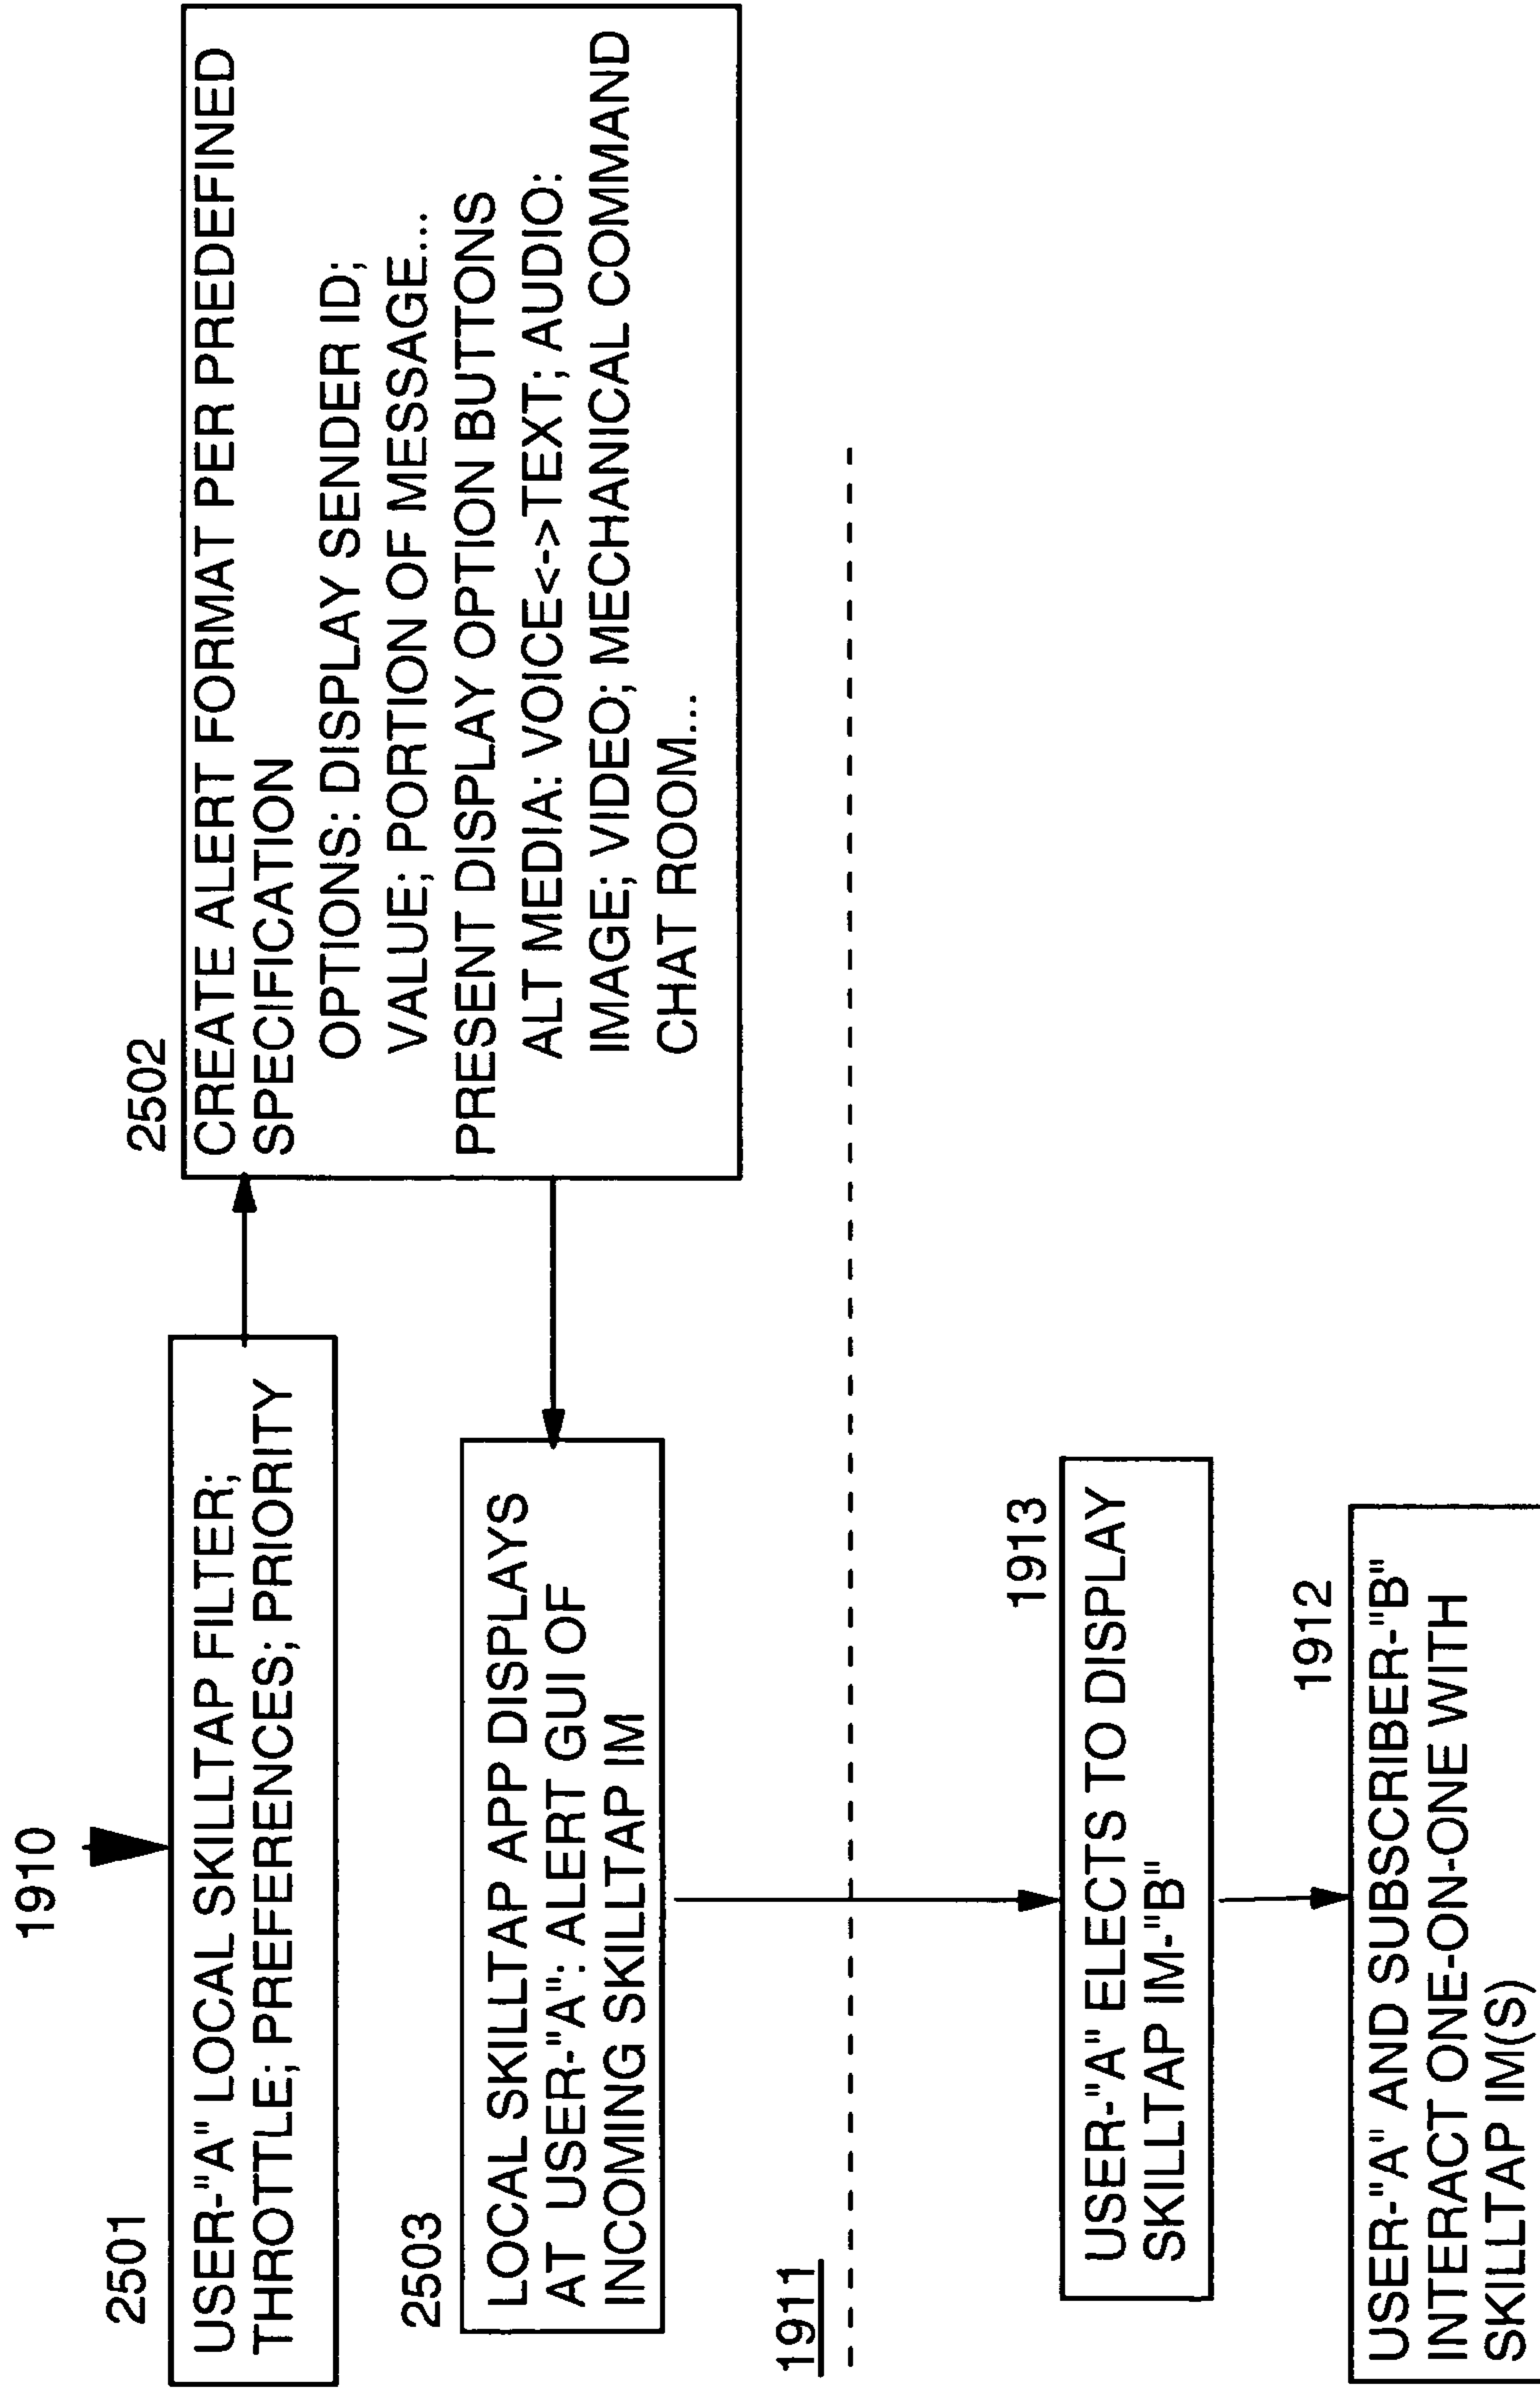 1910
2501
USER-"A" LOCAL SKILLTAP FILTER;
THROTTLE; PREFERENCES; PRIORITY
2502
CREATE ALERT FORMAT PER PREDEFINED
SPECIFICATION
OPTIONS: DISPLAY SENDER ID;
VALUE; PORTION OF MESSAGE...
PRESENT DISPLAY OPTION BUTTONS
ALT MEDIA: VOICE<->TEXT; AUDIO:
IMAGE; VIDEO; MECHANICAL COMMAND
CHAT ROOM...
2503
LOCAL SKILLTAP APP DISPLAYS
AT USER-"A": ALERT GUI OF
INCOMING SKILLTAP IM
1911
1913
USER-"A" ELECTS TO DISPLAY
SKILLTAP IM-"B"
1912
USER-"A" AND SUBSCRIBER-"B"
INTERACT ONE-ON-ONE WITH
SKILLTAP IM(S)